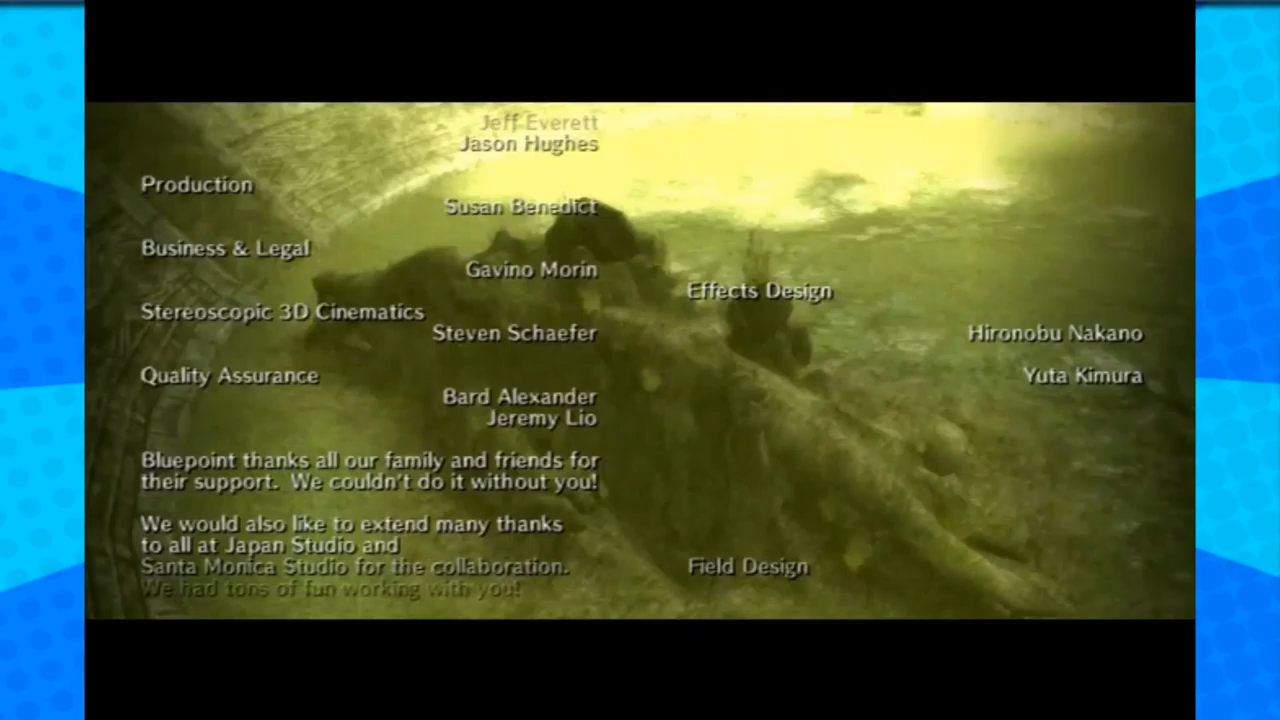 Jeff Everett
Jason Hughes
Production
Susan Benedict
Business & Legal
Gavino Morin
Stereoscopic 3D Cinematics
Steven Schaefer
Quality Assurance
Bard Alexander
Jeremy Lio
Bluepoint thanks all our family and friends for
their support. We couldn't do it without you!
We would also like to extend many thanks
to all at Japan Studio and
Santa Monica Studio for the collaboration.
We had tons of fun working with you!
Effects Design
Hironobu Nakano
Yuta Kimura
Field Design